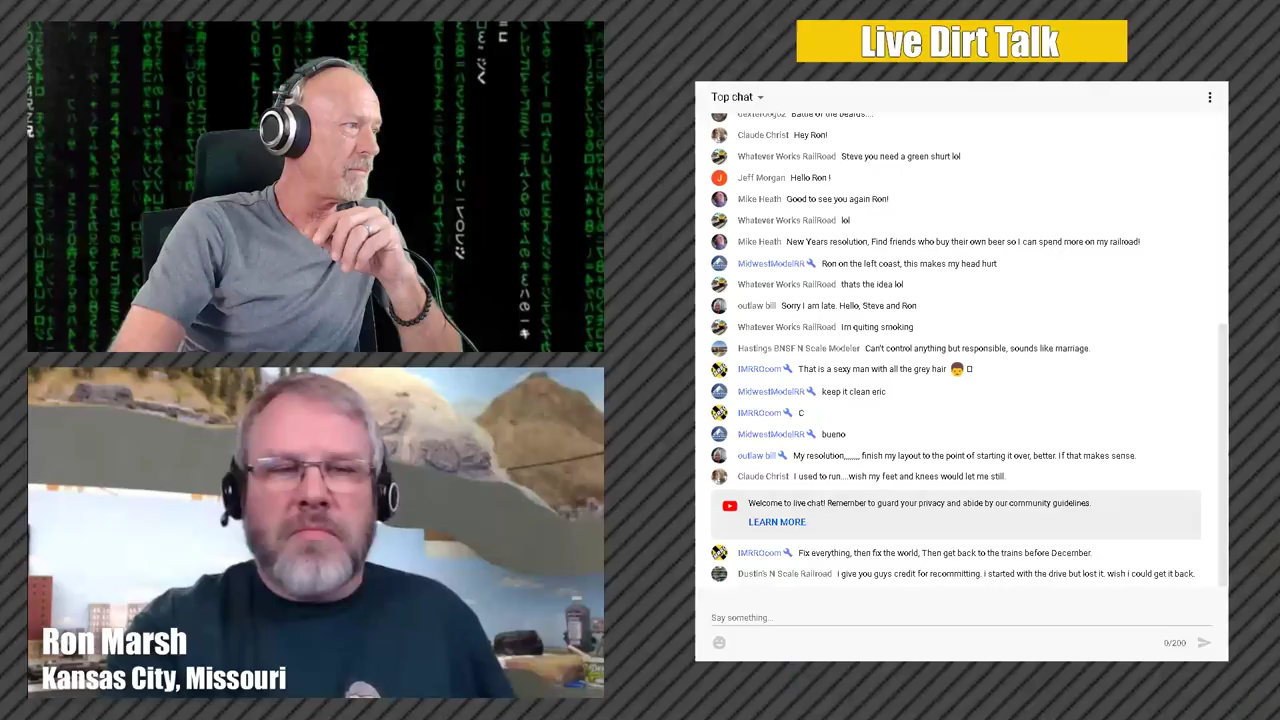 Live Dirt Talk
Top chat
dexterdog62 Battle of the beards....
Claude Christ Hey Ron!
Whatever Works RailRoad Steve you need a green shurt lol
J Jeff Morgan Hello Ron !
Mike Heath Good to see you again Ron!
Whatever Works RailRoad lol
Mike Heath New Years resolution, Find friends who buy their own beer so I can spend more on my railroad!
MidwestModelRR Ron on the left coast, this makes my head hurt
Whatever Works RailRoad thats the idea lol
outlaw bill Sorry I am late. Hello, Steve and Ron
Whatever Works RailRoad Im quiting smoking
Hastings BNSF N Scale Modeler Can't control anything but responsible, sounds like marriage.
IMRROcom That is a sexy man with all the grey hair
MidwestModelRR keep it clean eric
IMRROcom C
MidwestModelRR bueno
outlaw bill My resolution,,,,,,,, finish my layout to the point of starting it over, better. If that makes sense.
Claude Christ I used to run....wish my feet and knees would let me still.
Welcome to live chat! Remember to guard your privacy and abide by our community guidelines.
LEARN MORE
IMRROcom Fix everything, then fix the world, Then get back to the trains before December.
Dustin's N Scale Railroad I give you guys credit for recommitting. I started with the drive but lost it. wish i could get it back.
Say something...
0/200
Ron Marsh
Kansas City, Missouri